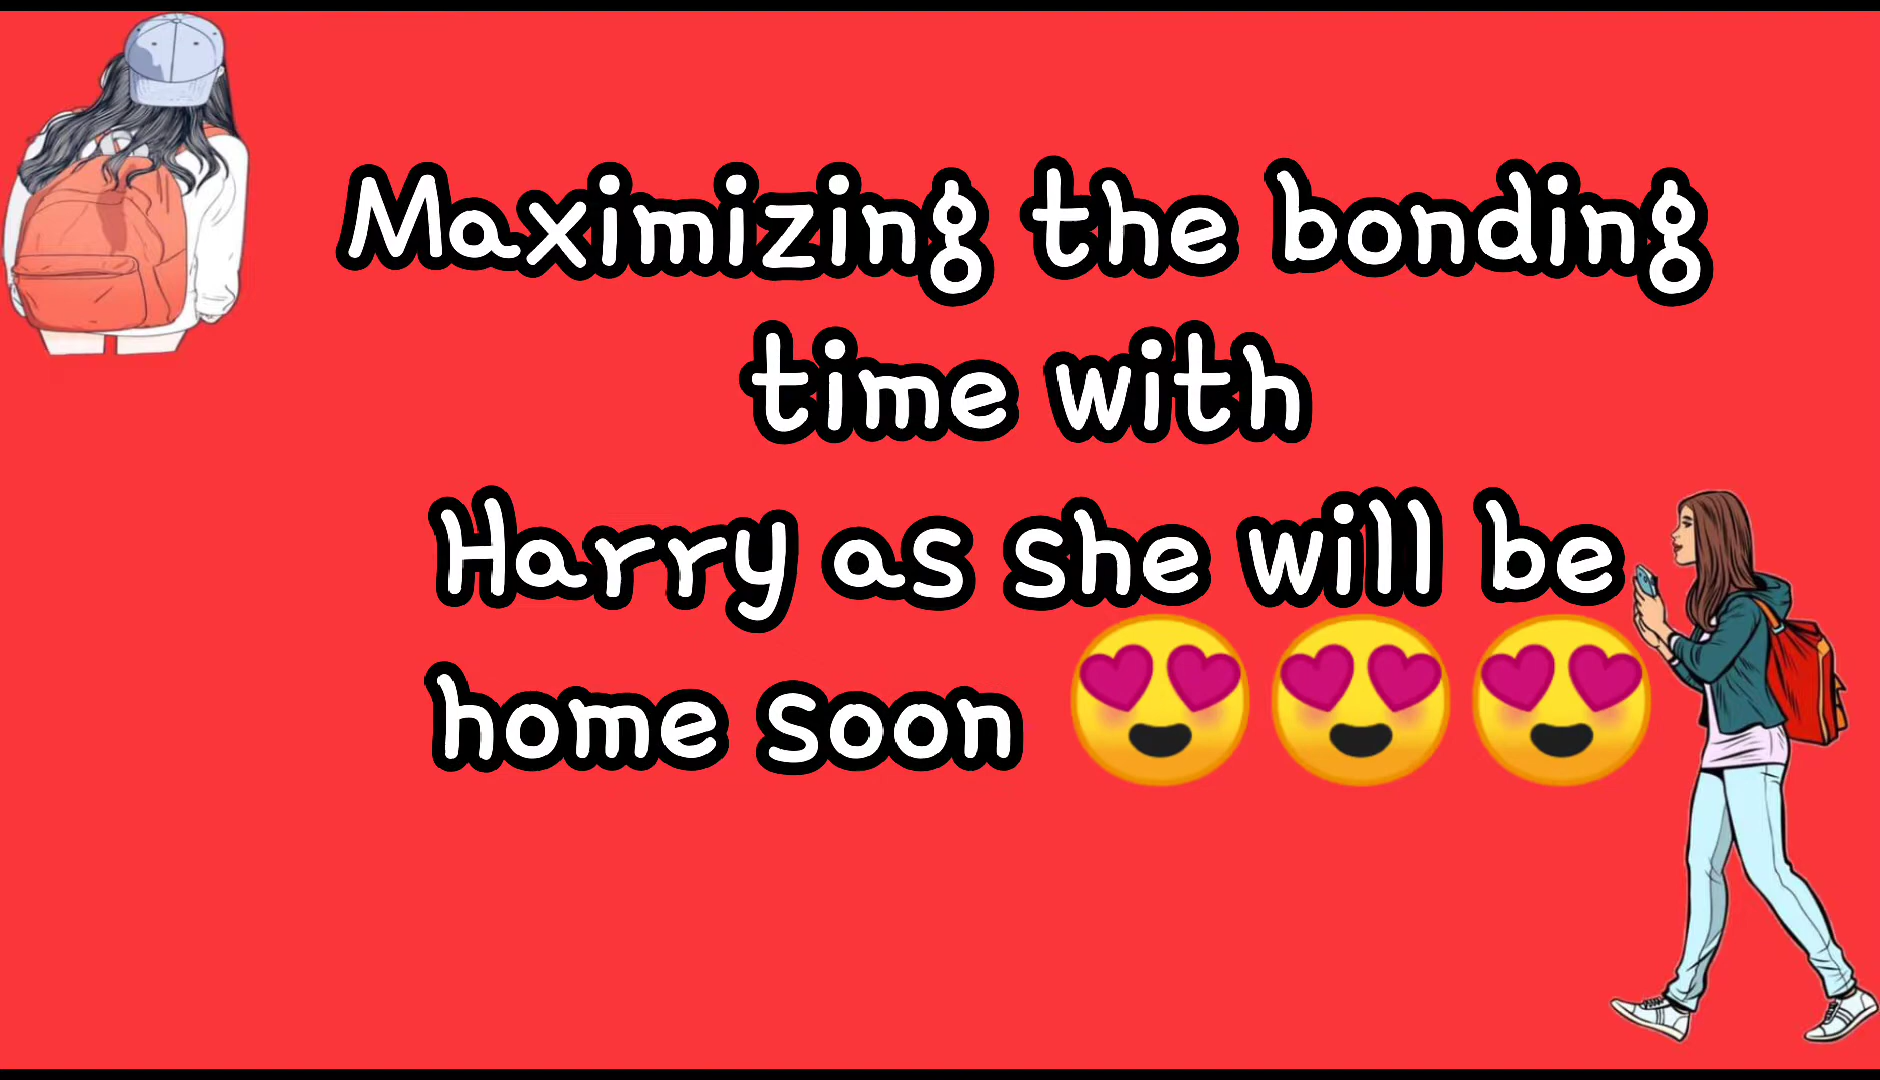 Maximizing the bonding
time with
Harry as she will be
home soon 😍😍😍